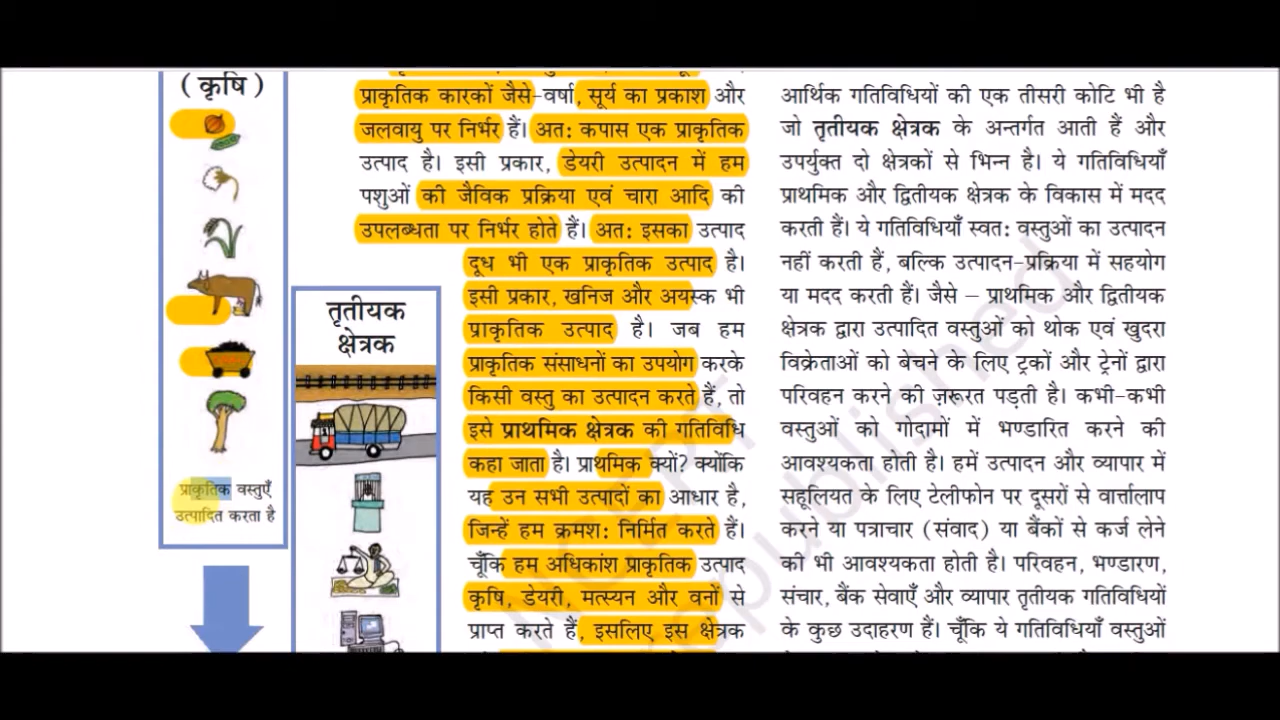 (कृषि)
प्राकृतिक वस्तुएँ
उत्पादित करता है
तृतीयक
क्षेत्रक
प्राकृतिक कारकों जैसे-वर्षा, सूर्य का प्रकाश और
जलवायु पर निर्भर हैं। अतः कपास एक प्राकृतिक
उत्पाद है। इसी प्रकार, डेयरी उत्पादन में हम
पशुओं की जैविक प्रक्रिया एवं चारा आदि की
उपलब्धता पर निर्भर होते हैं। अतः इसका उत्पाद
दूध भी एक प्राकृतिक उत्पाद है।
इसी प्रकार, खनिज और अयस्क भी
प्राकृतिक उत्पाद है। जब हम
प्राकृतिक संसाधनों का उपयोग करके
किसी वस्तु का उत्पादन करते हैं, तो
इसे प्राथमिक क्षेत्रक की गतिविधि
कहा जाता है। प्राथमिक क्यों? क्योंकि
यह उन सभी उत्पादों का आधार है,
जिन्हें हम क्रमशः निर्मित करते हैं।
चूँकि हम अधिकांश प्राकृतिक उत्पाद
कृषि, डेयरी, मत्स्यन और वनों से
प्राप्त करते हैं, इसलिए इस क्षेत्रक
आर्थिक गतिविधियों की एक तीसरी कोटि भी है
जो तृतीयक क्षेत्रक के अन्तर्गत आती हैं और
उपर्युक्त दो क्षेत्रकों से भिन्न है। ये गतिविधियाँ
प्राथमिक और द्वितीयक क्षेत्रक के विकास में मदद
करती हैं। ये गतिविधियाँ स्वतः वस्तुओं का उत्पादन
नहीं करती हैं, बल्कि उत्पादन-प्रक्रिया में सहयोग
या मदद करती हैं। जैसे – प्राथमिक और द्वितीयक
क्षेत्रक द्वारा उत्पादित वस्तुओं को थोक एवं खुदरा
विक्रेताओं को बेचने के लिए ट्रकों और ट्रेनों द्वारा
परिवहन करने की ज़रूरत पड़ती है। कभी-कभी
वस्तुओं को गोदामों में भण्डारित करने की
आवश्यकता होती है। हमें उत्पादन और व्यापार में
सहूलियत के लिए टेलीफोन पर दूसरों से वार्त्तालाप
करने या पत्राचार (संवाद) या बैंकों से कर्ज लेने
की भी आवश्यकता होती है। परिवहन, भण्डारण,
संचार, बैंक सेवाएँ और व्यापार तृतीयक गतिविधियों
के कुछ उदाहरण हैं। चूँकि ये गतिविधियाँ वस्तुओं